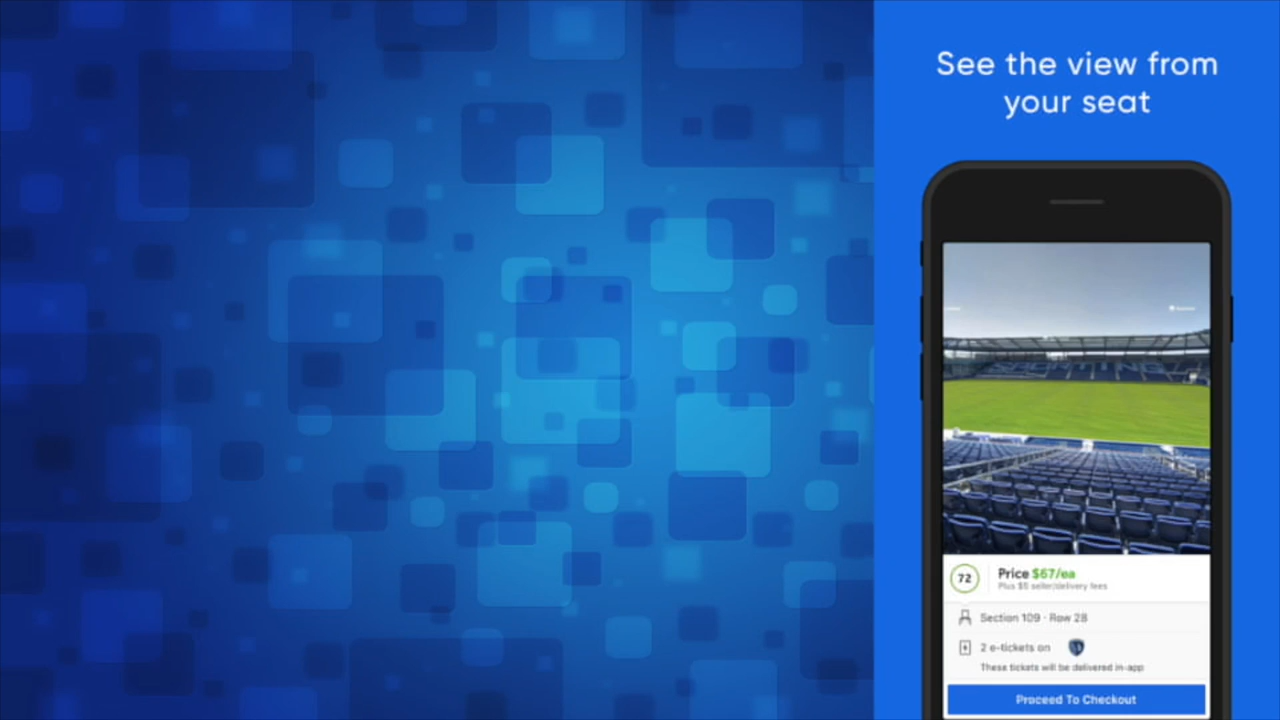 See the view from
your seat
72
Price $67/ea
Plus $5 seller/delivery fees
Section 109 · Row 28
2 e-tickets on
These tickets will be delivered in-app
Proceed To Checkout